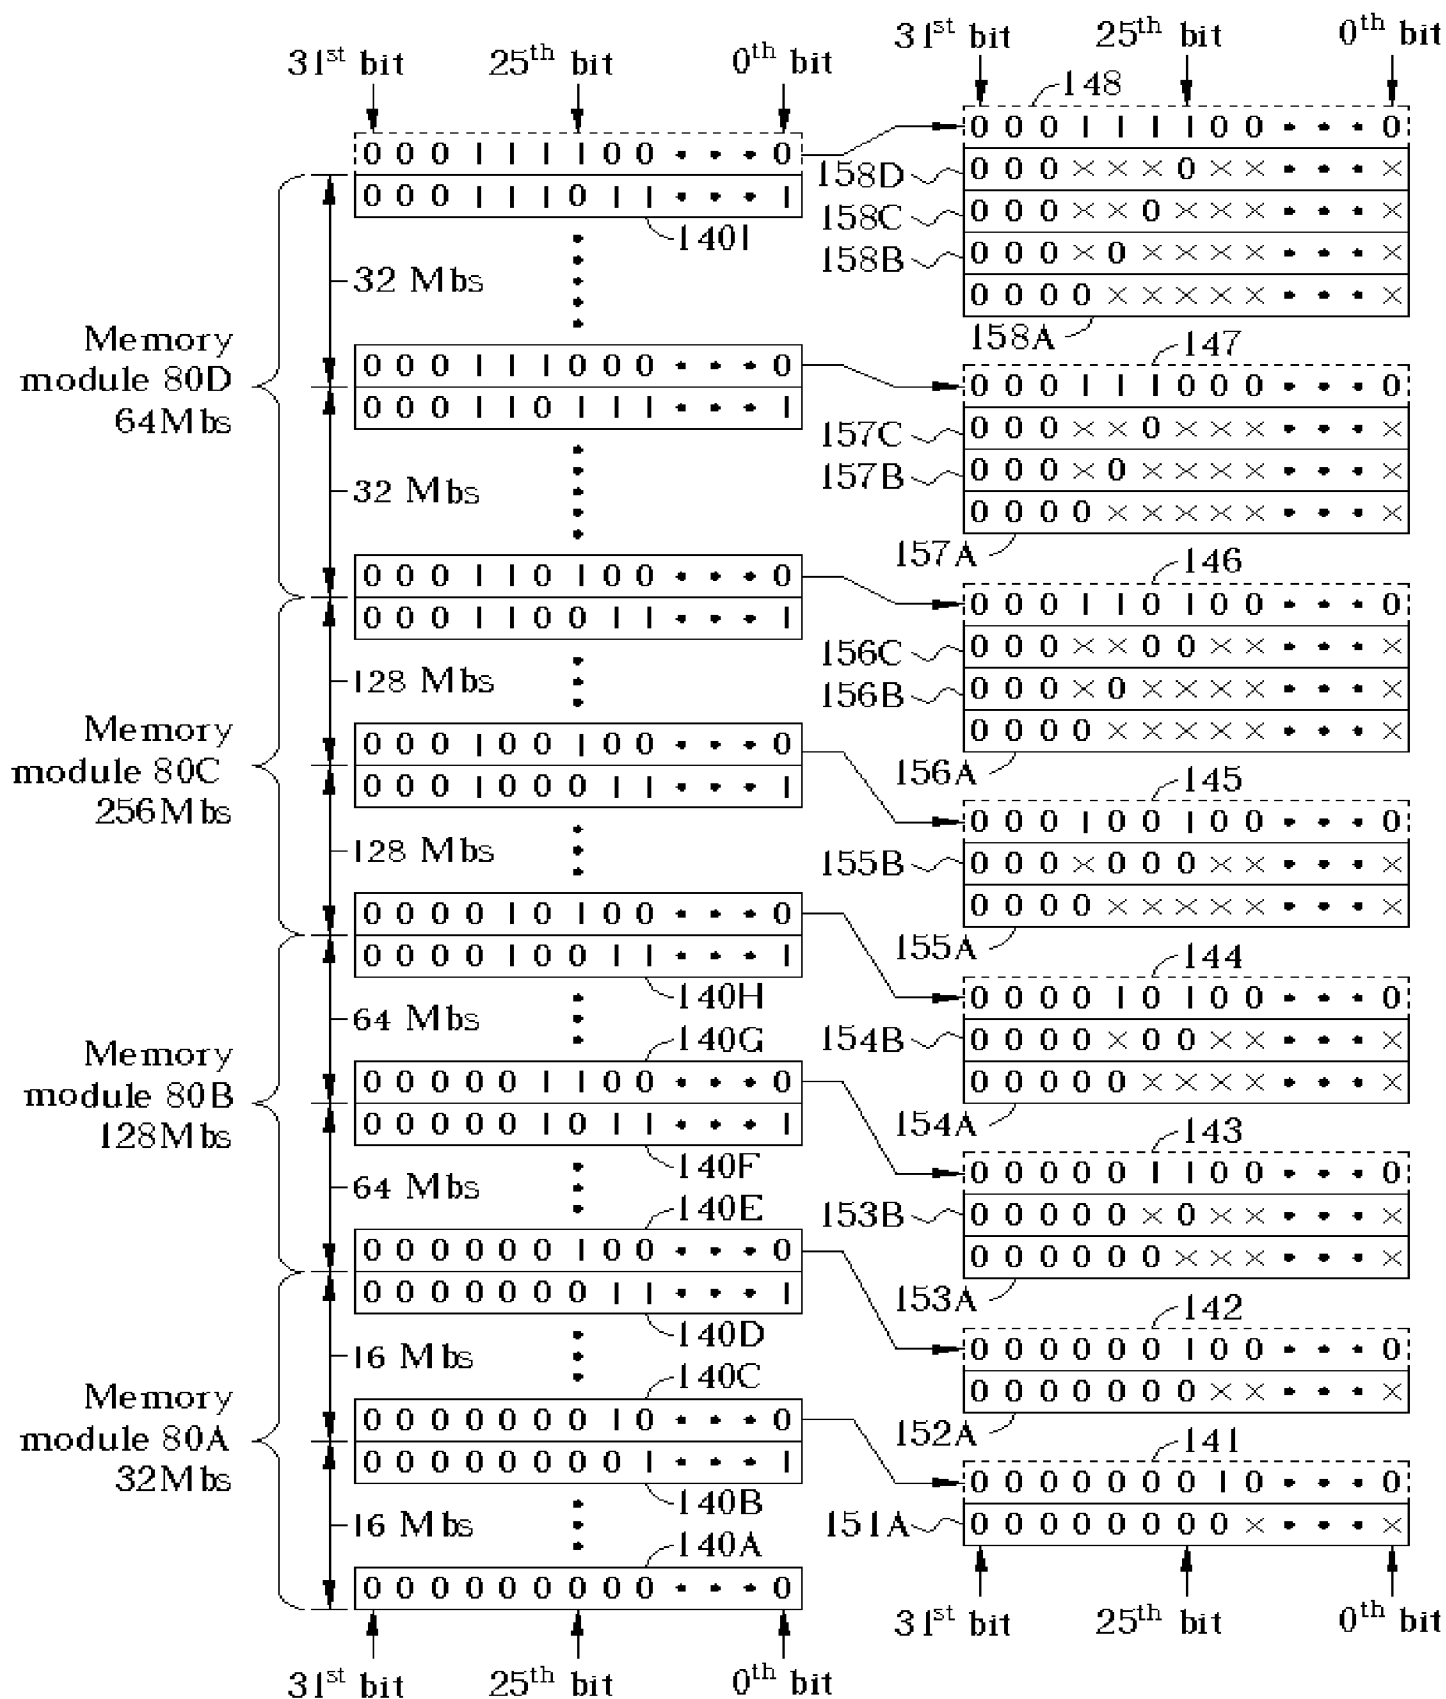 31st bit 25th bit 0th bit
0 0 0 1 1 1 1 0 0 • • • 0
0 0 0 1 1 1 0 1 1 • • • 1
140I
32 Mbs
0 0 0 1 1 1 0 0 0 • • • 0
0 0 0 1 1 0 1 1 1 • • • 1
32 Mbs
Memory
module 80D
64Mbs
0 0 0 1 1 0 1 0 0 • • • 0
0 0 0 1 1 0 0 1 1 • • • 1
128 Mbs
0 0 0 1 0 0 1 0 0 • • • 0
0 0 0 1 0 0 0 1 1 • • • 1
128 Mbs
Memory
module 80C
256Mbs
0 0 0 0 1 0 1 0 0 • • • 0
0 0 0 0 1 0 0 1 1 • • • 1
140H
64 Mbs
140G
0 0 0 0 0 1 1 0 0 • • • 0
0 0 0 0 0 1 0 1 1 • • • 1
140F
64 Mbs
Memory
module 80B
128Mbs
140E
0 0 0 0 0 0 1 0 0 • • • 0
0 0 0 0 0 0 0 1 1 • • • 1
140D
16 Mbs
140C
0 0 0 0 0 0 0 1 0 • • • 0
0 0 0 0 0 0 0 0 1 • • • 1
140B
16 Mbs
Memory
module 80A
32Mbs
140A
0 0 0 0 0 0 0 0 0 • • • 0
31st bit 25th bit 0th bit
31st bit 25th bit 0th bit
148
0 0 0 1 1 1 1 0 0 • • • 0
158D 0 0 0 × × × 0 × × • • • ×
158C 0 0 0 × × 0 × × × • • • ×
158B 0 0 0 × 0 × × × × • • • ×
0 0 0 0 × × × × × • • • ×
158A
147
0 0 0 1 1 1 0 0 0 • • • 0
157C 0 0 0 × × 0 × × × • • • ×
157B 0 0 0 × 0 × × × × • • • ×
0 0 0 0 × × × × × • • • ×
157A
146
0 0 0 1 1 0 1 0 0 • • • 0
156C 0 0 0 × × 0 0 × × • • • ×
156B 0 0 0 × 0 × × × × • • • ×
0 0 0 0 × × × × × • • • ×
156A
145
0 0 0 1 0 0 1 0 0 • • • 0
155B 0 0 0 × 0 0 0 × × • • • ×
0 0 0 0 × × × × × • • • ×
155A
144
0 0 0 0 1 0 1 0 0 • • • 0
154B 0 0 0 0 × 0 0 × × • • • ×
0 0 0 0 0 × × × × • • • ×
154A
143
0 0 0 0 0 1 1 0 0 • • • 0
153B 0 0 0 0 0 × 0 × × • • • ×
0 0 0 0 0 0 × × × • • • ×
153A
142
0 0 0 0 0 0 1 0 0 • • • 0
0 0 0 0 0 0 0 × × • • • ×
152A
141
0 0 0 0 0 0 0 1 0 • • • 0
151A 0 0 0 0 0 0 0 0 × • • • ×
31st bit 25th bit 0th bit